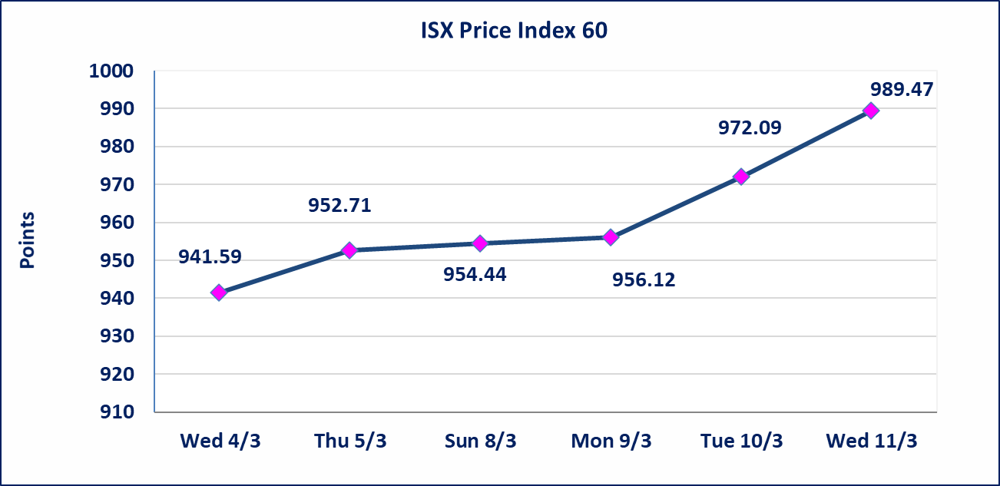 ISX Price Index 60
1000
990
980
970
960
950
940
930
920
910
Points
941.59
952.71
954.44
956.12
972.09
989.47
Wed 4/3
Thu 5/3
Sun 8/3
Mon 9/3
Tue 10/3
Wed 11/3